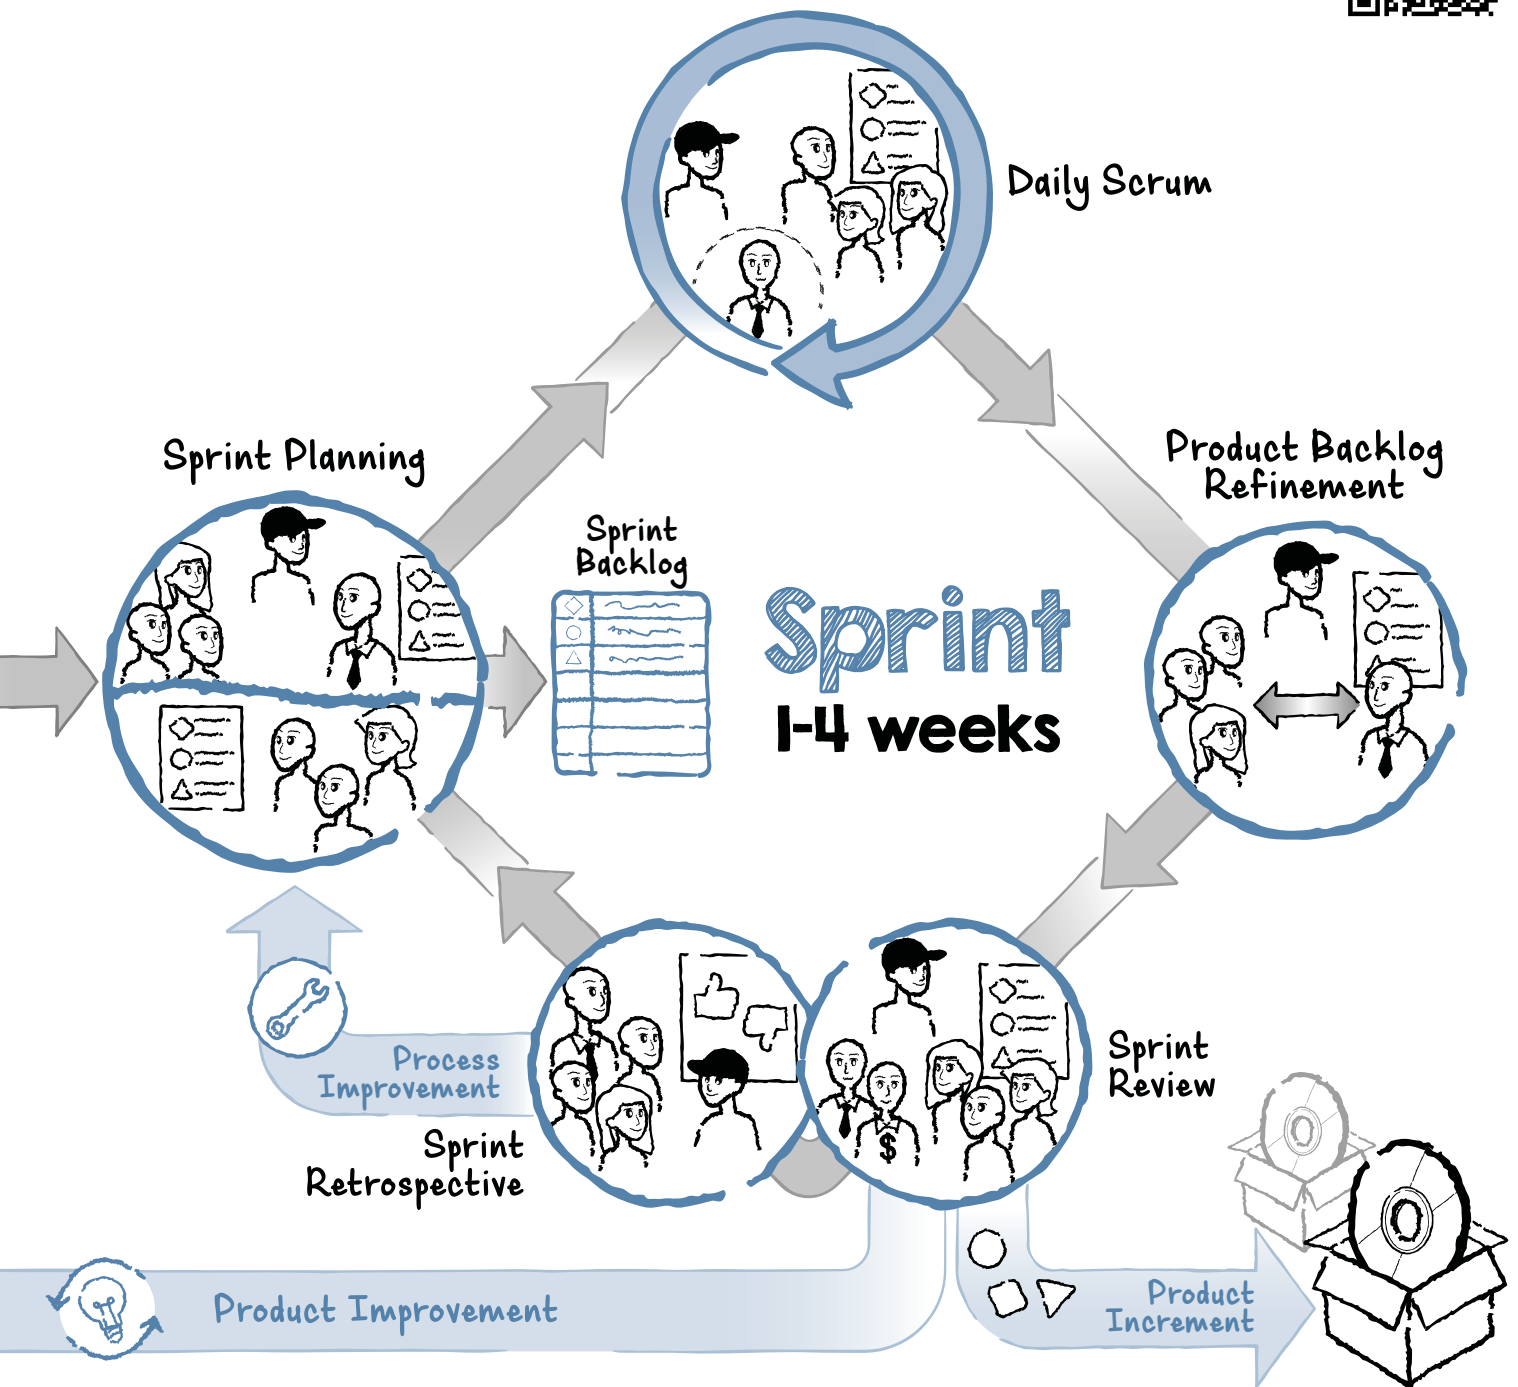 Daily Scrum
Sprint Planning
Product Backlog
Refinement
Sprint
Backlog
Sprint
1-4 weeks
Process
Improvement
Sprint
Review
$
Sprint
Retrospective
Product Improvement
Product
Increment